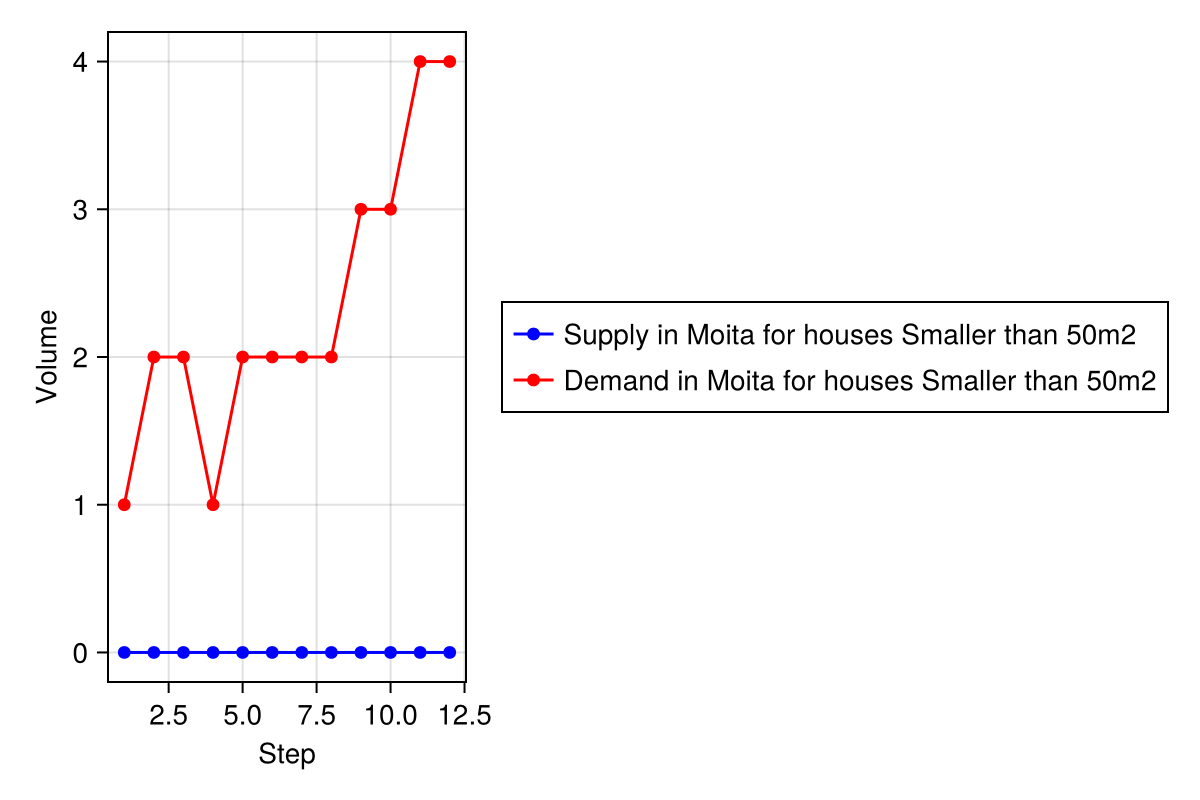 4
3
2
1
0
Volume
2.5 5.0 7.5 10.0 12.5
Step
Supply in Moita for houses Smaller than 50m2
Demand in Moita for houses Smaller than 50m2